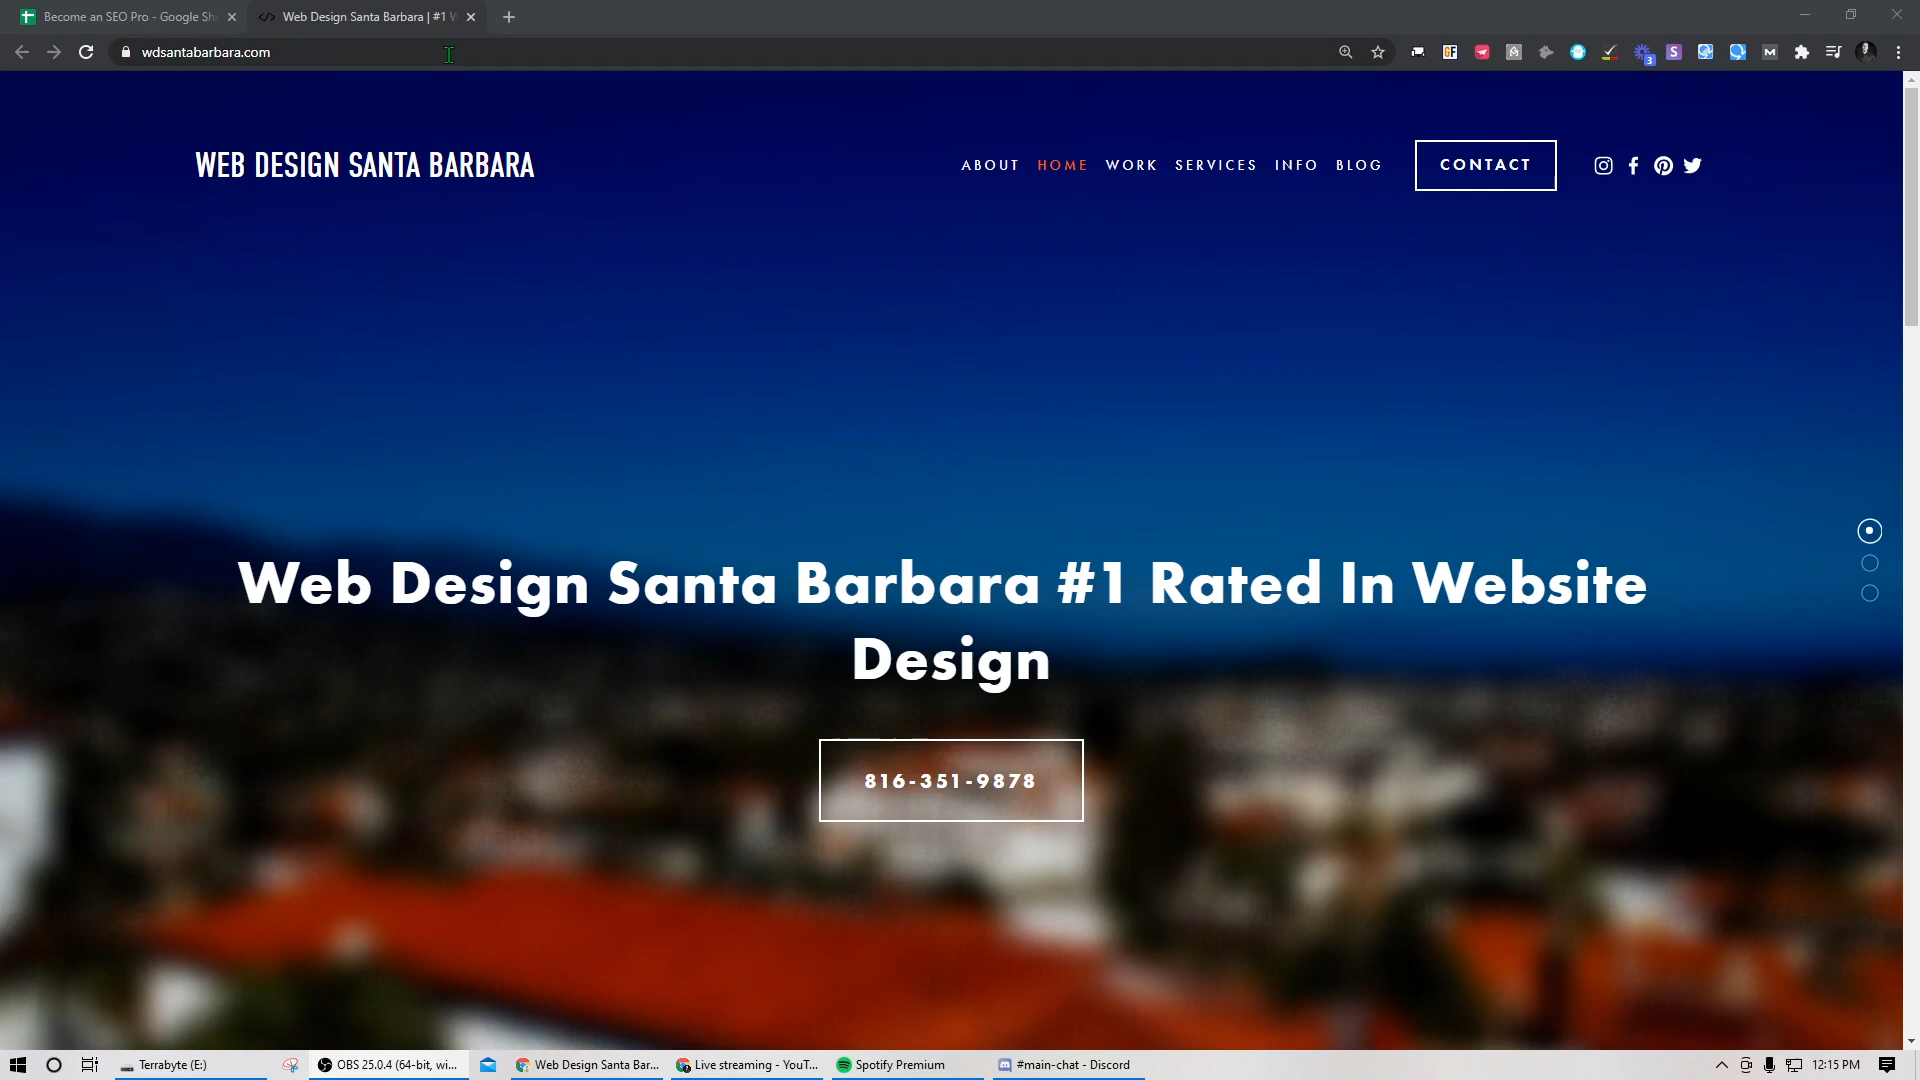 Become an SEO Pro - Google She
Web Design Santa Barbara | #1 W
wdsantabarbara.com
GF
3
S
M
WEB DESIGN SANTA BARBARA
ABOUT HOME WORK SERVICES INFO BLOG CONTACT
Web Design Santa Barbara #1 Rated In Website
Design
816-351-9878
Terrabyte (E:)
OBS 25.0.4 (64-bit, wi...
Web Design Santa Bar...
Live streaming - YouT...
Spotify Premium
#main-chat - Discord
12:15 PM